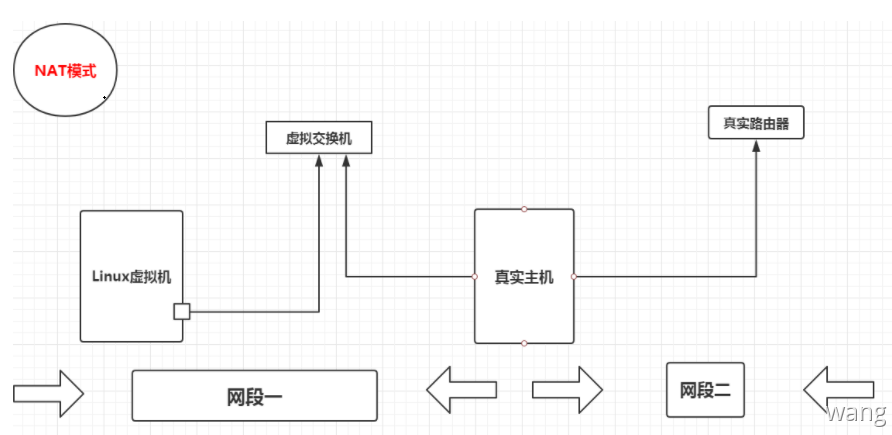 NAT模式
虚拟交换机
真实路由器
Linux虚拟机
真实主机
网段一
网段二
wang